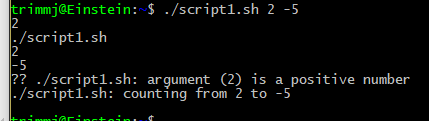 trimmj@Einstein:~$ ./script1.sh 2 -5
2
./script1.sh
2
-5
?? ./script1.sh: argument (2) is a positive number
./script1.sh: counting from 2 to -5
trimmj@Einstein:~$